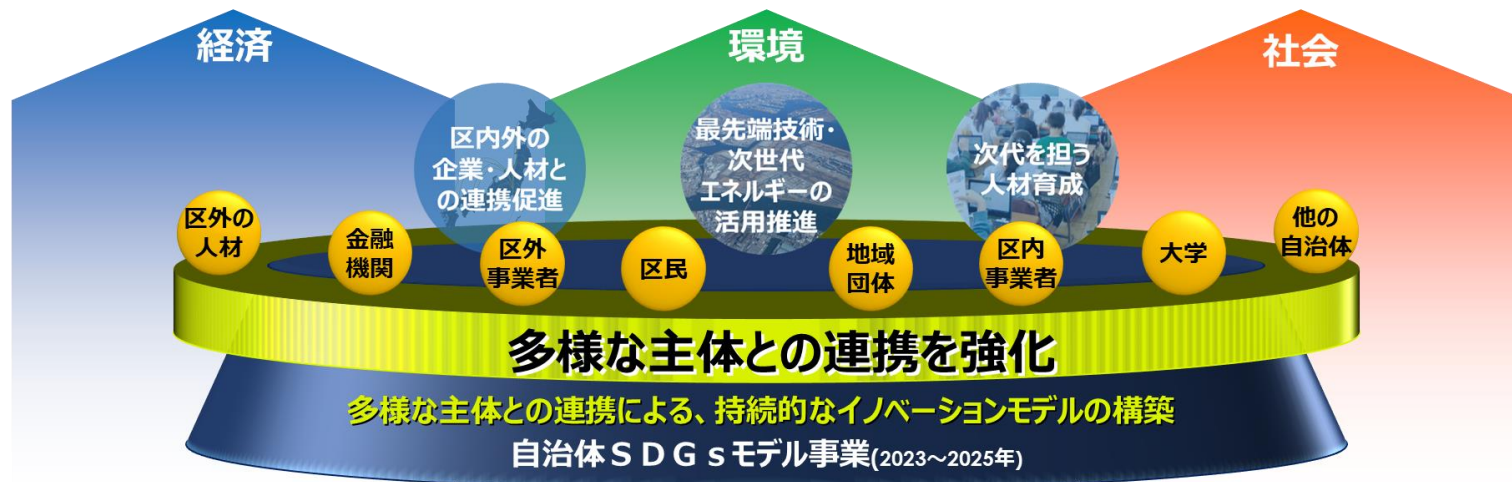 経済
環境
社会
区内外の
企業・人材と
の連携促進
最先端技術・
次世代
エネルギーの
活用推進
次代を担う
人材育成
区外の
人材
金融
機関
区外
事業者
区民
地域
団体
区内
事業者
大学
他の
自治体
多様な主体との連携を強化
多様な主体との連携による、持続的なイノベーションモデルの構築
自治体ＳＤＧｓモデル事業(2023～2025年)